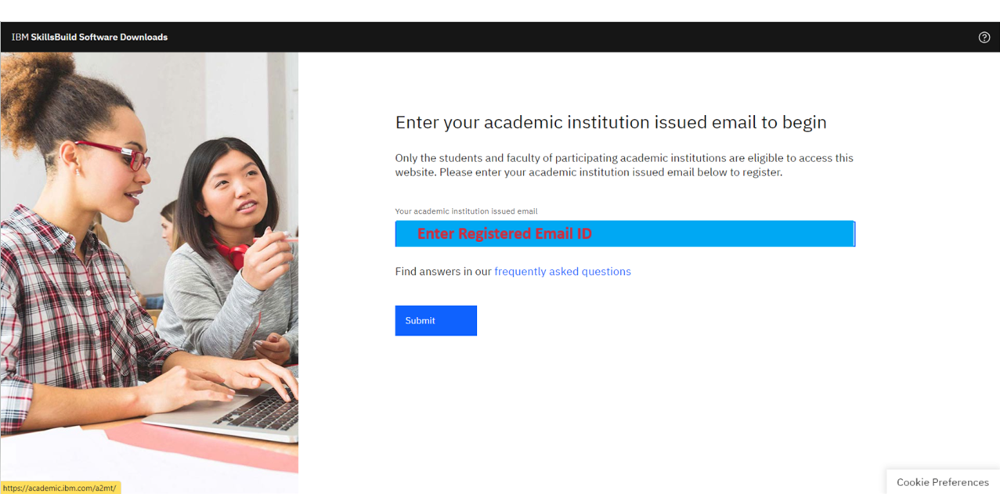 IBM SkillsBuild Software Downloads
Enter your academic institution issued email to begin
Only the students and faculty of participating academic institutions are eligible to access this
website. Please enter your academic institution issued email below to register.
Your academic institution issued email
Enter Registered Email ID
Find answers in our frequently asked questions
Submit
Cookie Preferences
https://academic.ibm.com/a2mt/